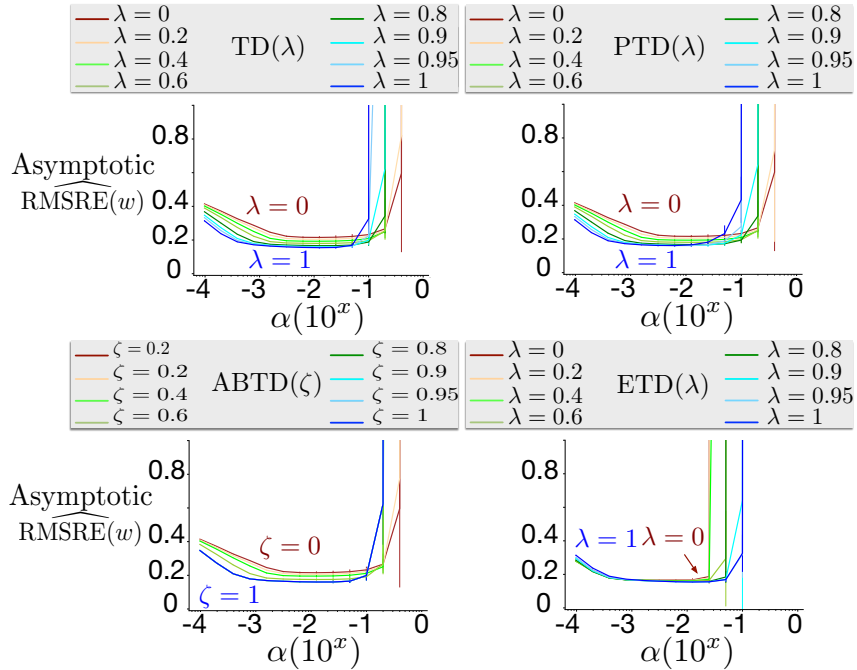 λ = 0
λ = 0.2
λ = 0.4
λ = 0.6
TD(λ)
λ = 0.8
λ = 0.9
λ = 0.95
λ = 1
λ = 0
λ = 0.2
λ = 0.4
λ = 0.6
PTD(λ)
λ = 0.8
λ = 0.9
λ = 0.95
λ = 1
Asymptotic
RMSRE(w)
0.8
0.4
0.2
0
λ = 0
λ = 1
-4 -3 -2 -1 0
α(10^x)
0.8
0.4
0.2
0
λ = 0
λ = 1
-4 -3 -2 -1 0
α(10^x)
ζ = 0.2
ζ = 0.2
ζ = 0.4
ζ = 0.6
ABTD(ζ)
ζ = 0.8
ζ = 0.9
ζ = 0.95
ζ = 1
λ = 0
λ = 0.2
λ = 0.4
λ = 0.6
ETD(λ)
λ = 0.8
λ = 0.9
λ = 0.95
λ = 1
Asymptotic
RMSRE(w)
0.8
0.4
0.2
0
ζ = 0
ζ = 1
-4 -3 -2 -1 0
α(10^x)
0.8
0.4
0.2
0
λ = 1
λ = 0
-4 -3 -2 -1 0
α(10^x)